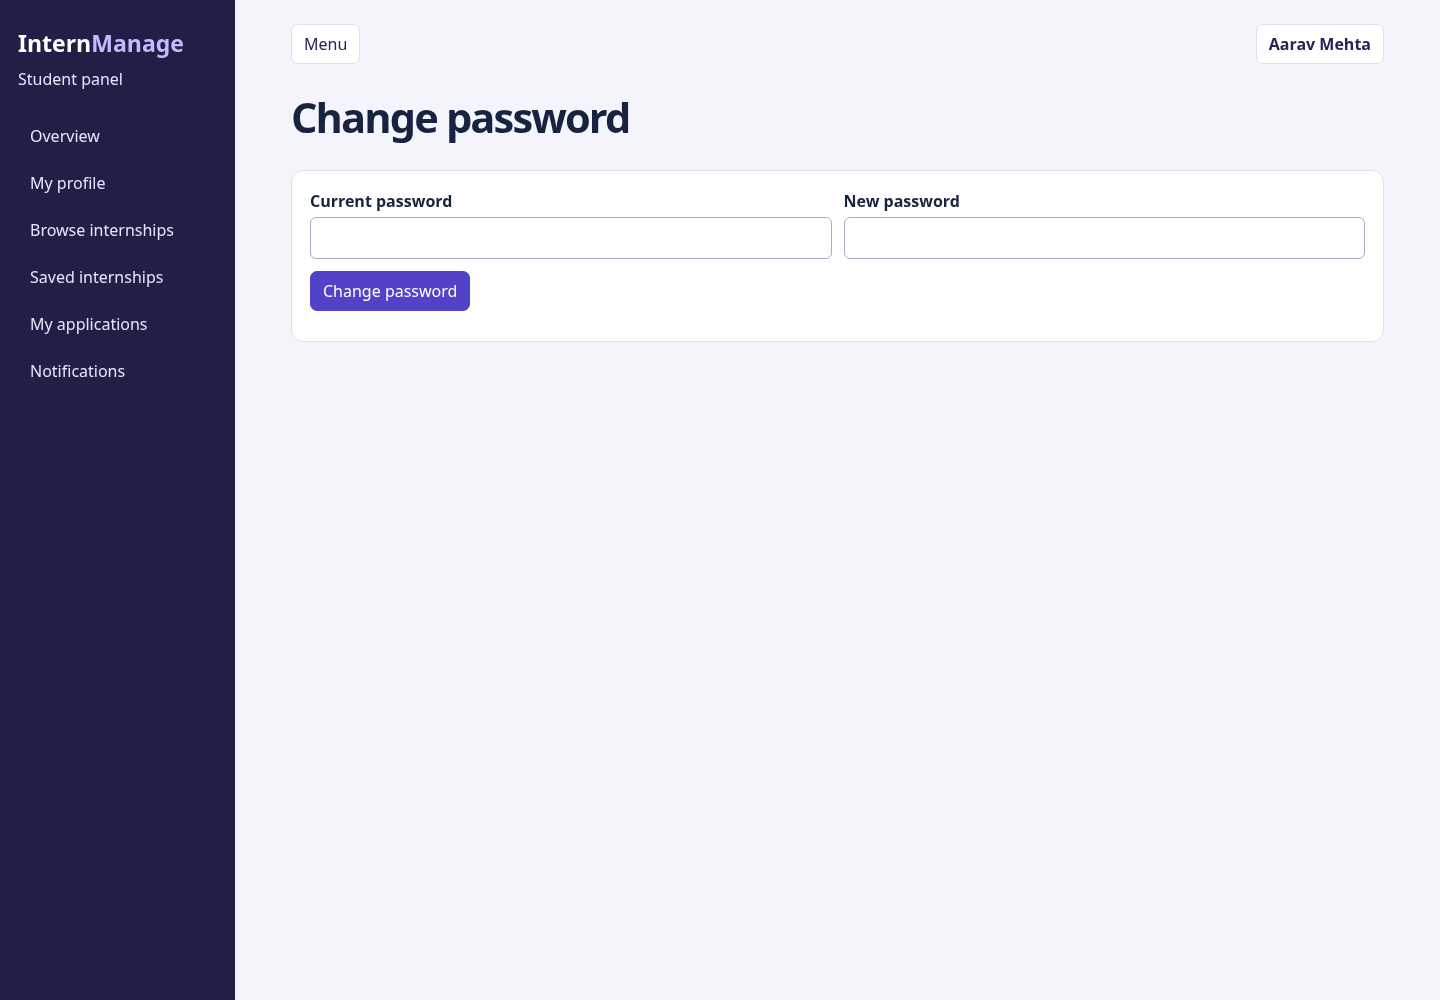 InternManage
Student panel
Overview
My profile
Browse internships
Saved internships
My applications
Notifications
Menu
Aarav Mehta
Change password
Current password
New password
Change password